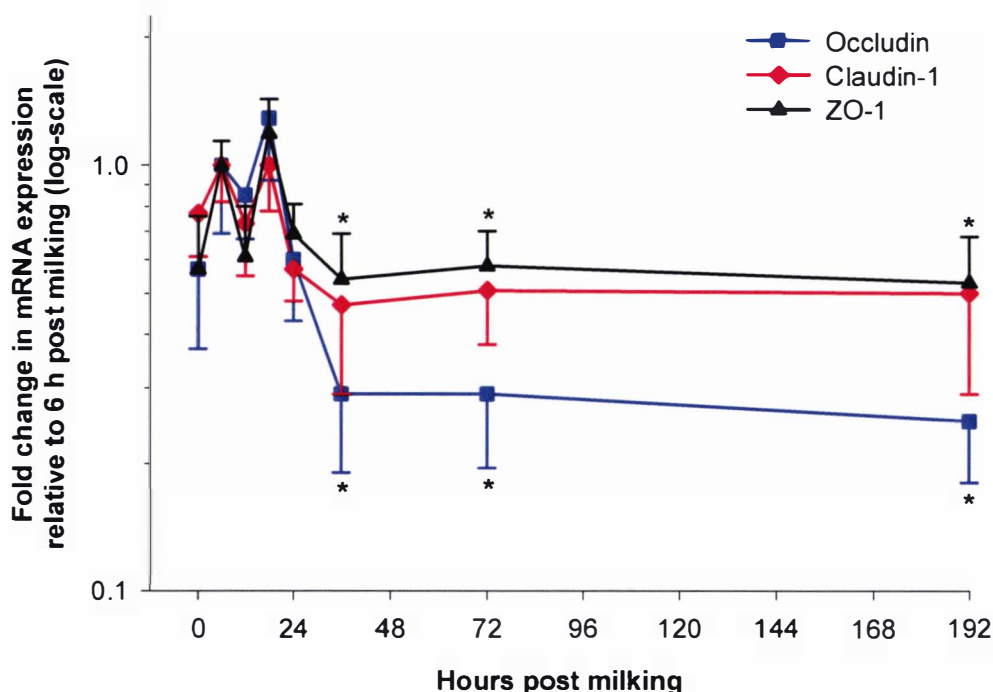 Fold change in mRNA expression
relative to 6 h post milking (log-scale)
Occludin
Claudin-1
ZO-1
1.0
0.1
* * *
* * *
0 24 48 72 96 120 144 168 192
Hours post milking